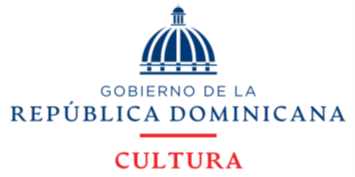 GOBIERNO DE LA
REPÚBLICA DOMINICANA
CULTURA